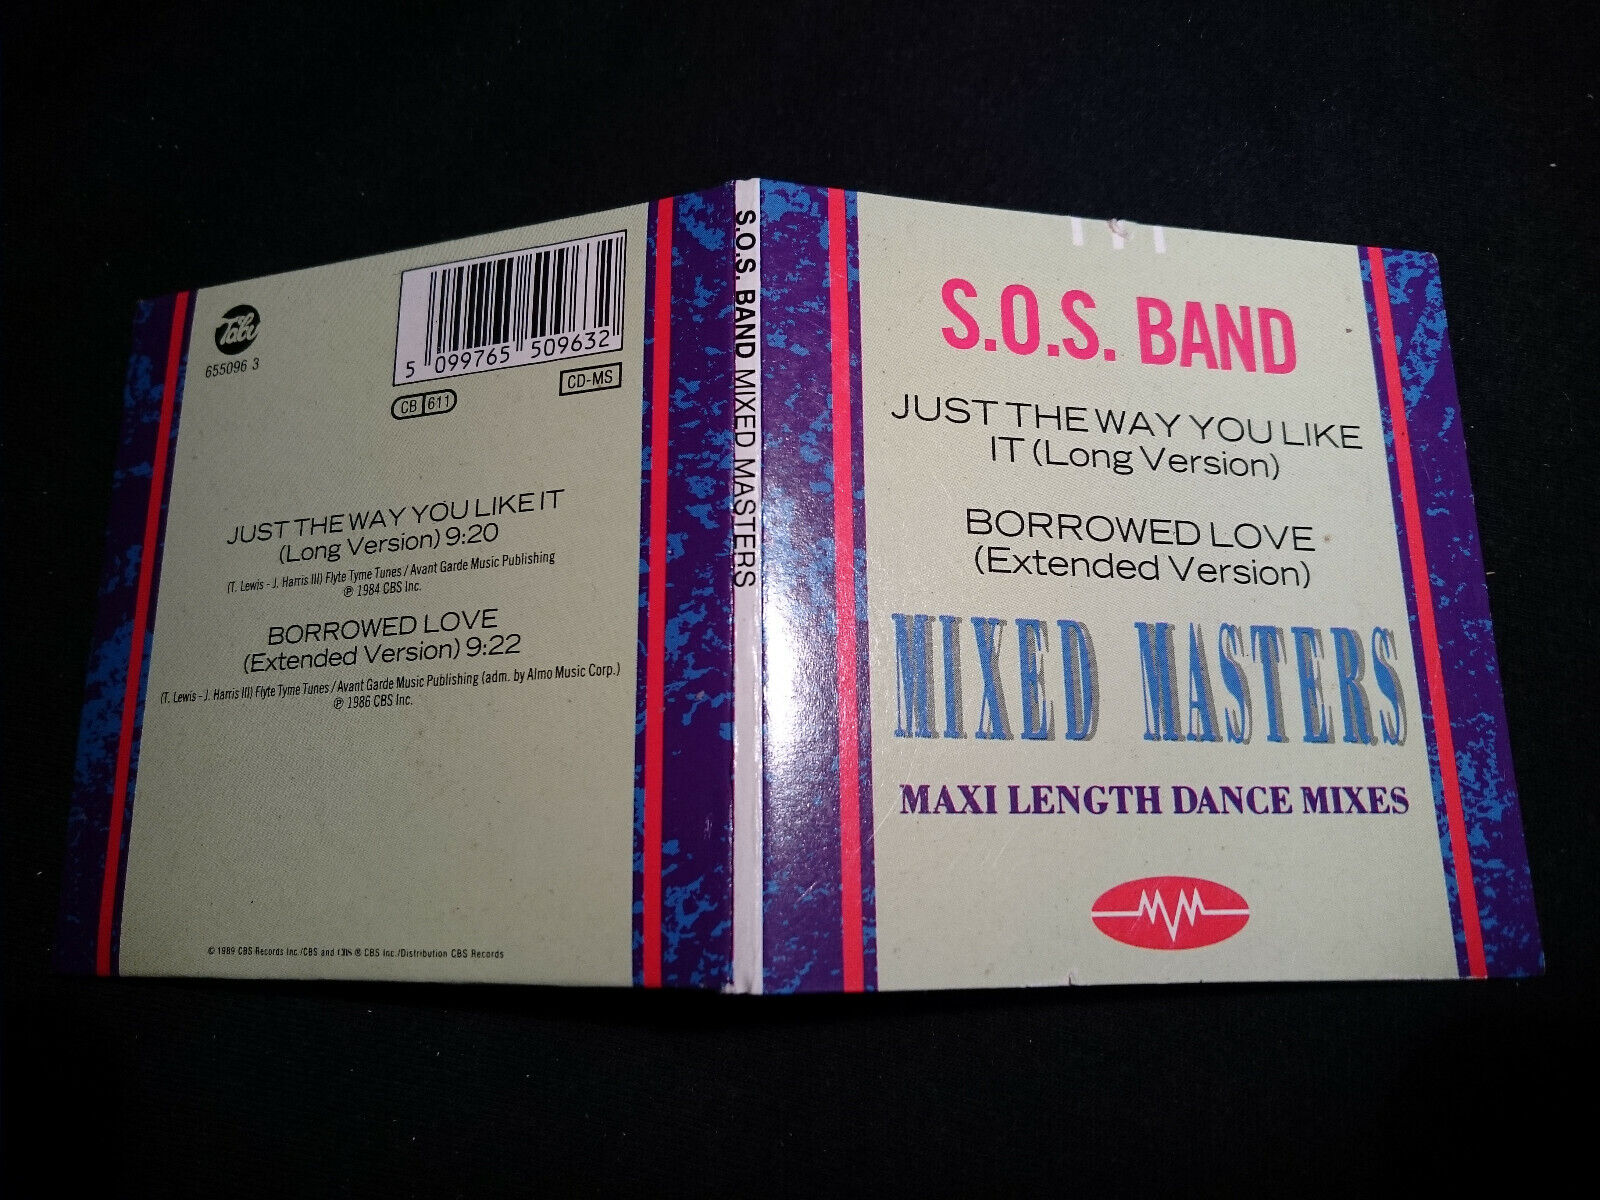 Tabu
655096 3
5 099765 509632
CB 611
CD-MS
JUST THE WAY YOU LIKE IT
(Long Version) 9:20
(T. Lewis - J. Harris III) Flyte Tyme Tunes / Avant Garde Music Publishing
℗ 1984 CBS Inc.
BORROWED LOVE
(Extended Version) 9:22
(T. Lewis - J. Harris III) Flyte Tyme Tunes / Avant Garde Music Publishing (adm. by Almo Music Corp.)
℗ 1986 CBS Inc.
© 1989 CBS Records Inc./CBS and CBS ® CBS Inc./Distribution CBS Records
S.O.S. BAND MIXED MASTERS
S.O.S. BAND
JUST THE WAY YOU LIKE
IT (Long Version)
BORROWED LOVE
(Extended Version)
MIXED MASTERS
MAXI LENGTH DANCE MIXES
MM